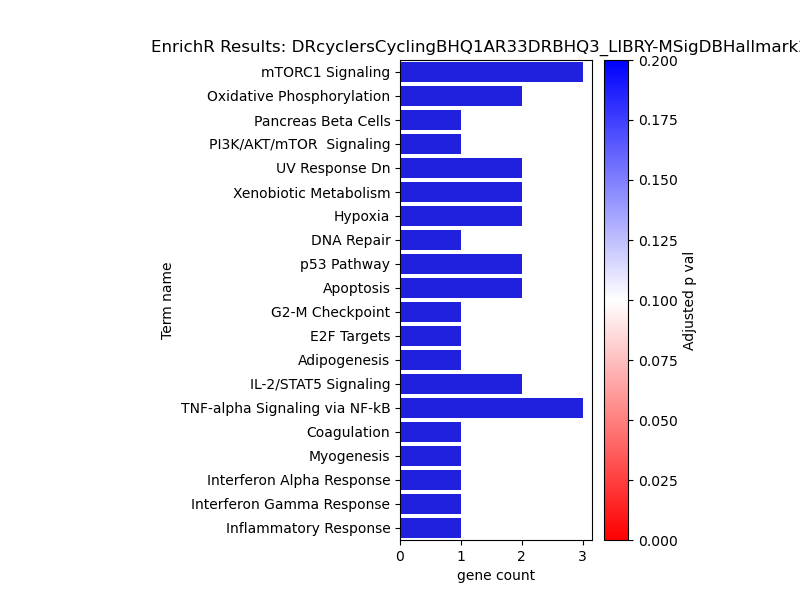 EnrichR Results: DRcyclersCyclingBHQ1AR33DRBHQ3_LIBRY-MSigDBHallmark
mTORC1 Signaling
Oxidative Phosphorylation
Pancreas Beta Cells
PI3K/AKT/mTOR  Signaling
UV Response Dn
Xenobiotic Metabolism
Hypoxia
DNA Repair
p53 Pathway
Apoptosis
G2-M Checkpoint
E2F Targets
Adipogenesis
IL-2/STAT5 Signaling
TNF-alpha Signaling via NF-kB
Coagulation
Myogenesis
Interferon Alpha Response
Interferon Gamma Response
Inflammatory Response
Term name
0 1 2 3
gene count
0.200
0.175
0.150
0.125
0.100
0.075
0.050
0.025
0.000
Adjusted p val